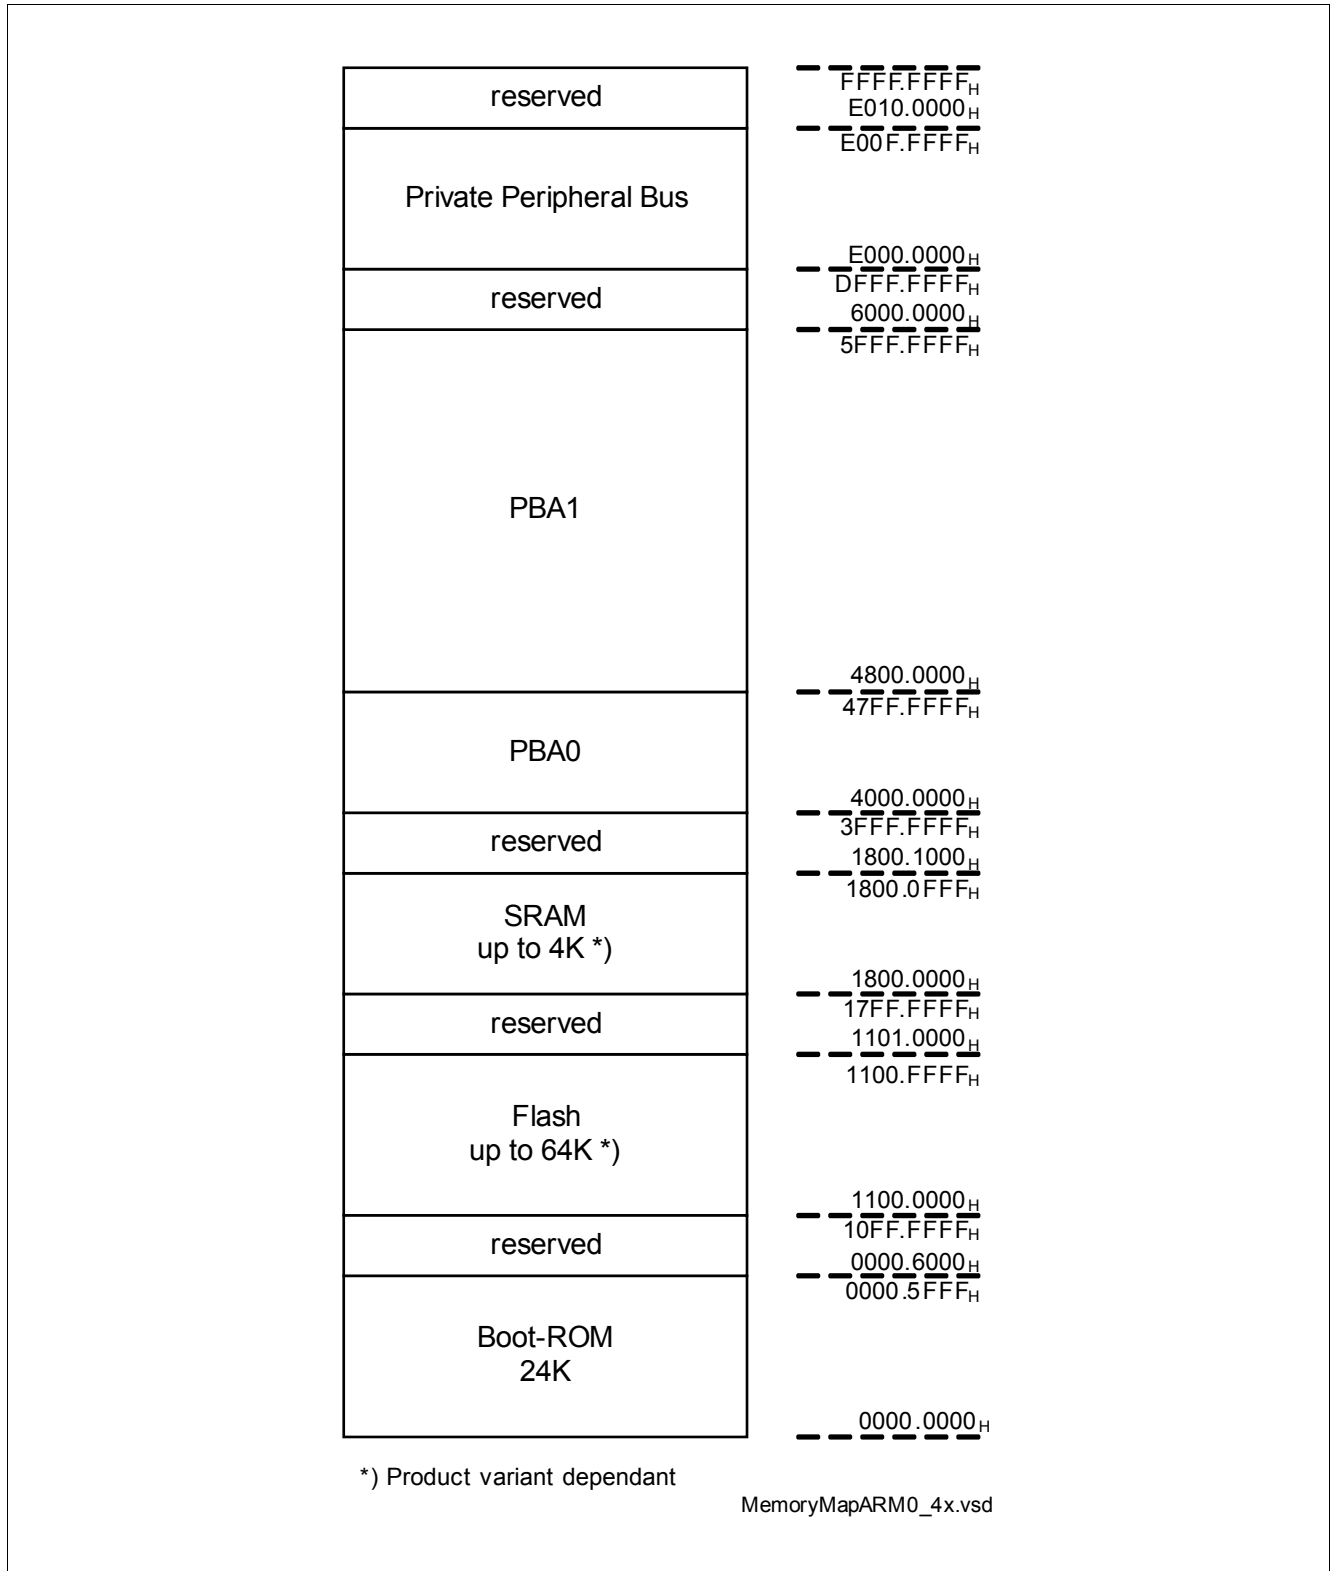 reserved
FFFF.FFFFH
E010.0000H
E00F.FFFFH
Private Peripheral Bus
E000.0000H
DFFF.FFFFH
reserved
6000.0000H
5FFF.FFFFH
PBA1
4800.0000H
47FF.FFFFH
PBA0
4000.0000H
3FFF.FFFFH
reserved
1800.1000H
1800.0FFFH
SRAM
up to 4K *)
1800.0000H
17FF.FFFFH
reserved
1101.0000H
1100.FFFFH
Flash
up to 64K *)
1100.0000H
10FF.FFFFH
reserved
0000.6000H
0000.5FFFH
Boot-ROM
24K
0000.0000H
*) Product variant dependant
MemoryMapARM0_4x.vsd